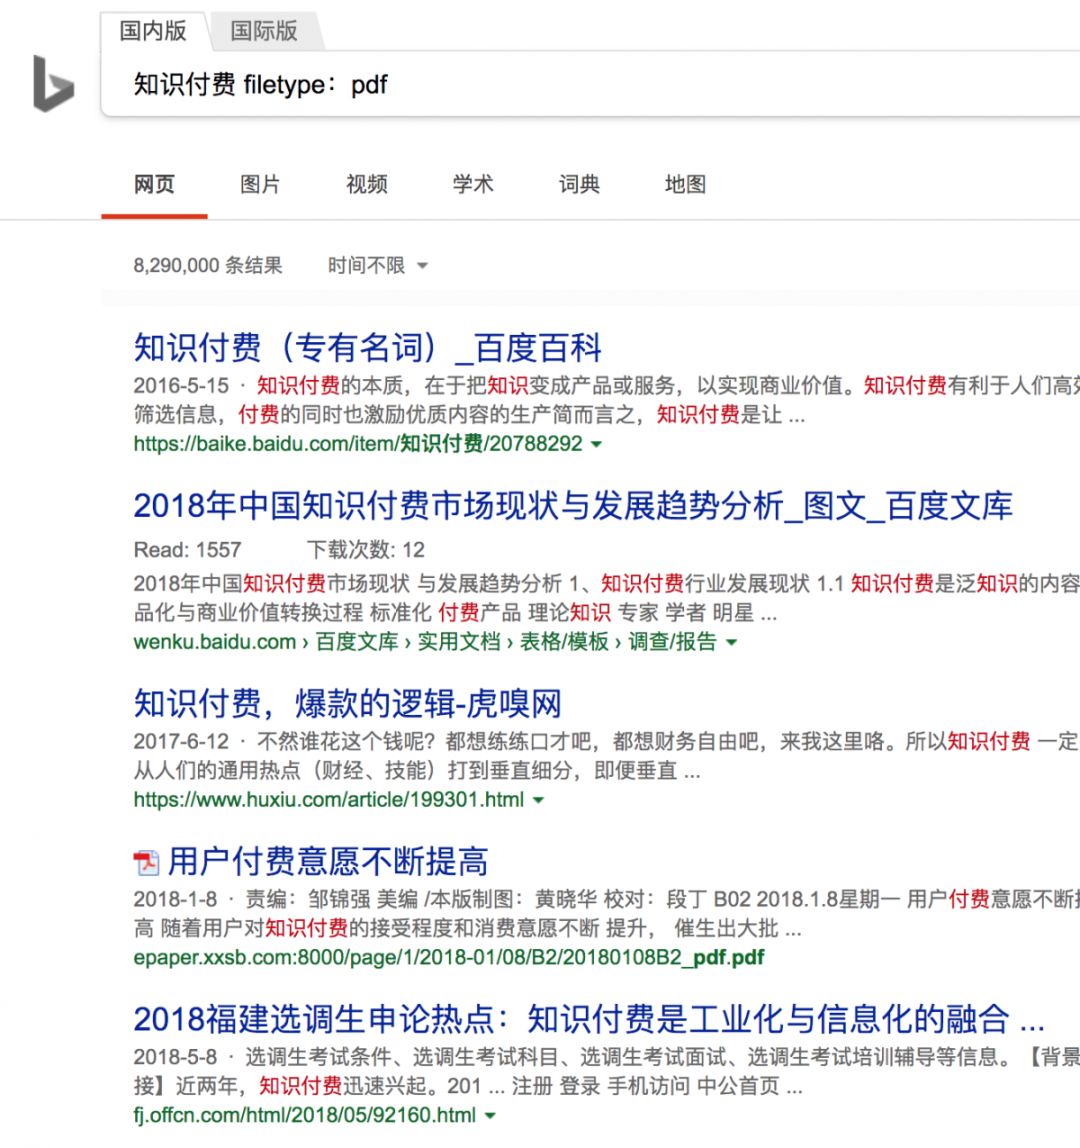 国内版 国际版
知识付费 filetype：pdf
网页 图片 视频 学术 词典 地图
8,290,000 条结果 时间不限
知识付费（专有名词）_百度百科
2016-5-15 · 知识付费的本质，在于把知识变成产品或服务，以实现商业价值。知识付费有利于人们高效
筛选信息，付费的同时也激励优质内容的生产简而言之，知识付费是让 ...
https://baike.baidu.com/item/知识付费/20788292
2018年中国知识付费市场现状与发展趋势分析_图文_百度文库
Read: 1557 下载次数: 12
2018年中国知识付费市场现状 与发展趋势分析 1、知识付费行业发展现状 1.1 知识付费是泛知识的内容
品化与商业价值转换过程 标准化 付费产品 理论知识 专家 学者 明星 ...
wenku.baidu.com › 百度文库 › 实用文档 › 表格/模板 › 调查/报告
知识付费，爆款的逻辑-虎嗅网
2017-6-12 · 不然谁花这个钱呢？都想练练口才吧，都想财务自由吧，来我这里咯。所以知识付费 一定
从人们的通用热点（财经、技能）打到垂直细分，即便垂直 ...
https://www.huxiu.com/article/199301.html
用户付费意愿不断提高
2018-1-8 · 责编：邹锦强 美编 /本版制图：黄晓华 校对：段丁 B02 2018.1.8星期一 用户付费意愿不断提
高 随着用户对知识付费的接受程度和消费意愿不断 提升， 催生出大批 ...
epaper.xxsb.com:8000/page/1/2018-01/08/B2/20180108B2_pdf.pdf
2018福建选调生申论热点：知识付费是工业化与信息化的融合 ...
2018-5-8 · 选调生考试条件、选调生考试科目、选调生考试面试、选调生考试培训辅导等信息。【背景
接】近两年，知识付费迅速兴起。201 ... 注册 登录 手机访问 中公首页 ...
fj.offcn.com/html/2018/05/92160.html